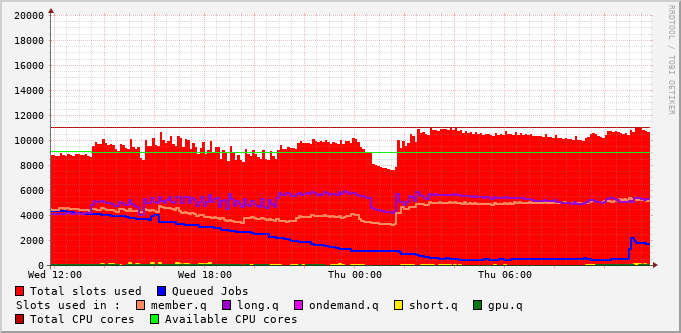 20000
18000
16000
14000
12000
10000
8000
6000
4000
2000
0
Wed 12:00 Wed 18:00 Thu 00:00 Thu 06:00
Total slots used Queued Jobs
Slots used in : member.q long.q ondemand.q short.q gpu.q
Total CPU cores Available CPU cores
RRDTOOL / TOBI OETIKER